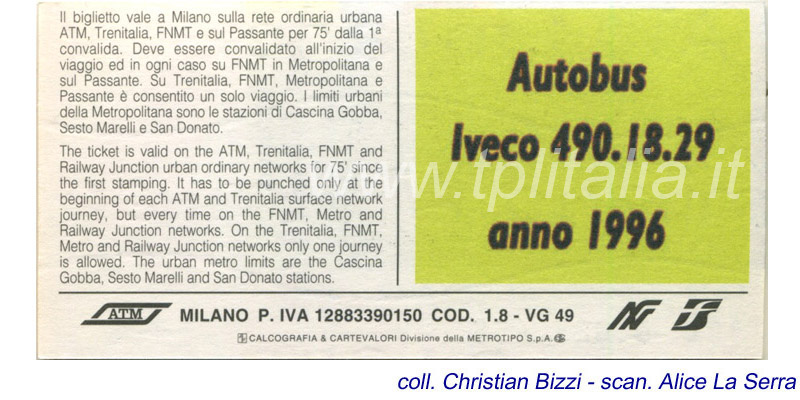 Il biglietto vale a Milano sulla rete ordinaria urbana
ATM, Trenitalia, FNMT e sul Passante per 75' dalla 1ª
convalida. Deve essere convalidato all'inizio del
viaggio ed in ogni caso su FNMT in Metropolitana e
sul Passante. Su Trenitalia, FNMT, Metropolitana e
Passante è consentito un solo viaggio. I limiti urbani
della Metropolitana sono le stazioni di Cascina Gobba,
Sesto Marelli e San Donato.
The ticket is valid on the ATM, Trenitalia, FNMT and
Railway Junction urban ordinary networks for 75' since
the first stamping. It has to be punched only at the
beginning of each ATM and Trenitalia surface network
journey, but every time on the FNMT, Metro and
Railway Junction networks. On the Trenitalia, FNMT,
Metro and Railway Junction networks only one journey
is allowed. The urban metro limits are the Cascina
Gobba, Sesto Marelli and San Donato stations.
Autobus
Iveco 490.18.29
anno 1996
www.tplitalia.it
ATM MILANO P. IVA 12883390150 COD. 1.8 - VG 49
CALCOGRAFIA & CARTEVALORI Divisione della METROTIPO S.p.A.
coll. Christian Bizzi - scan. Alice La Serra